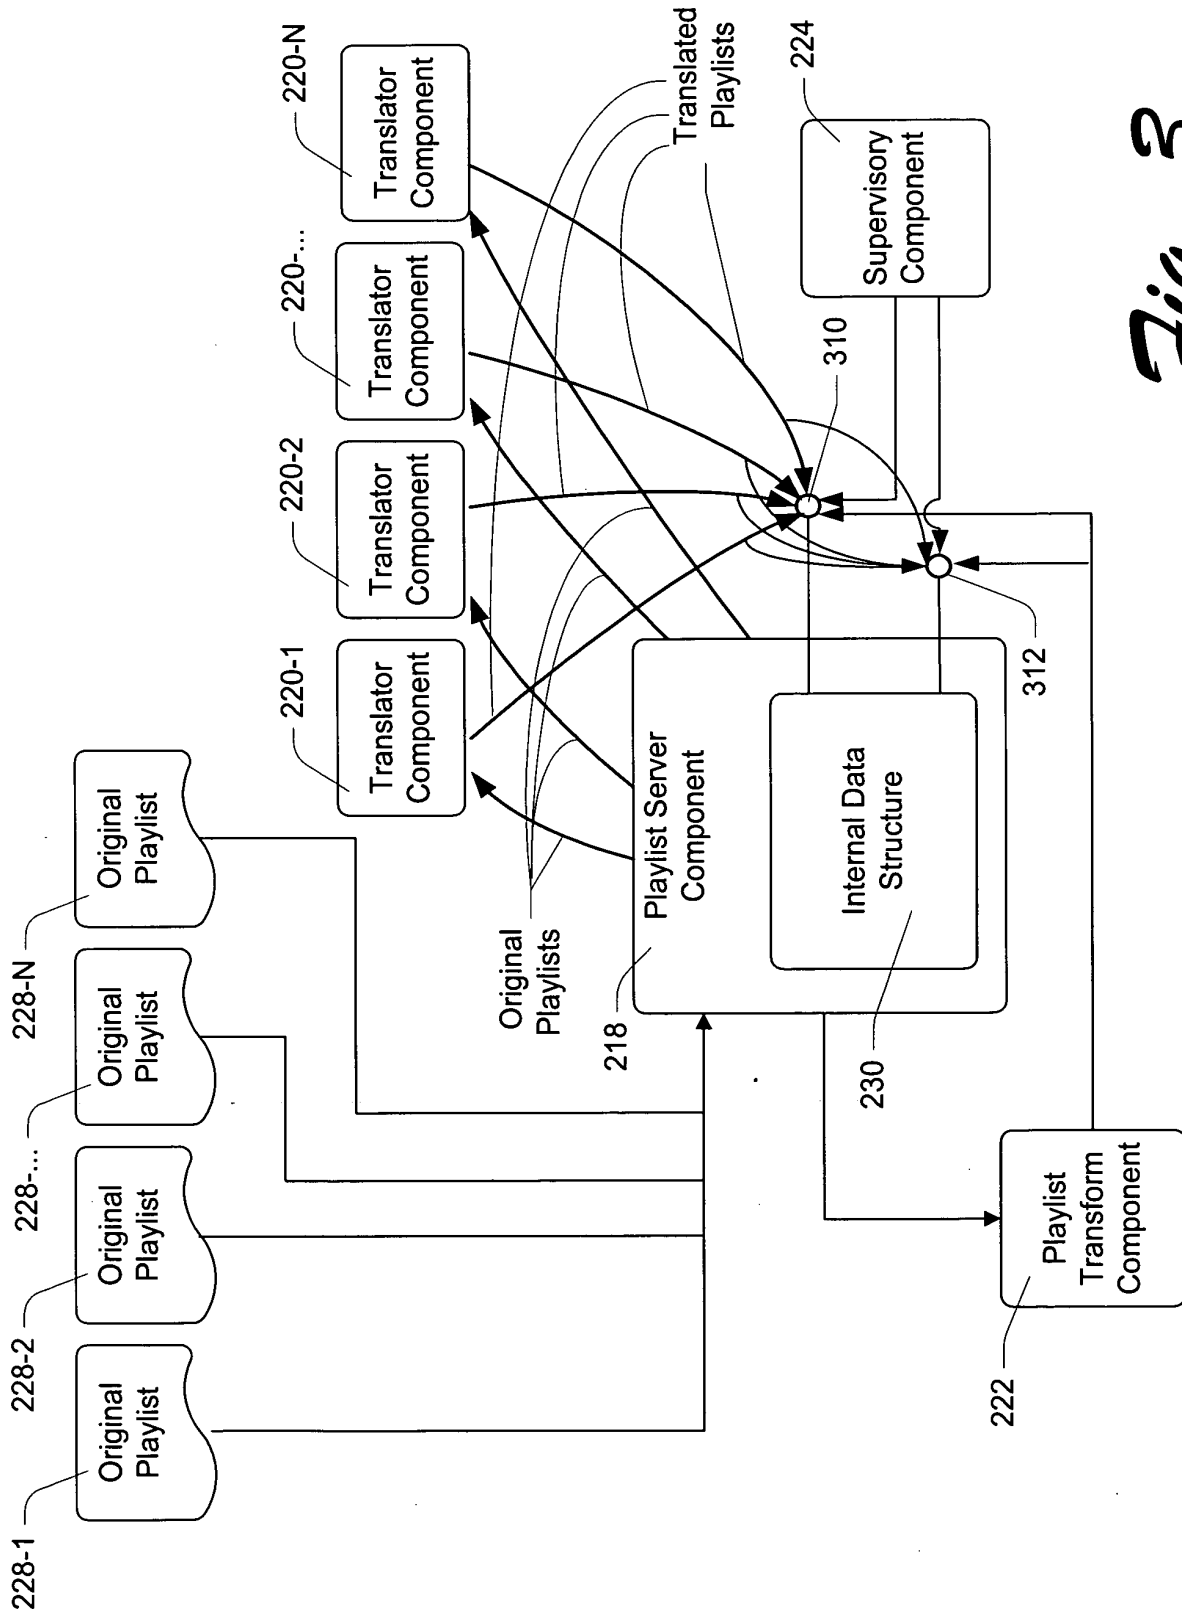 228-1
228-2
228-...
228-N
Original
Playlist
Original
Playlist
Original
Playlist
Original
Playlist
220-1
220-2
220-...
220-N
Translator
Component
Translator
Component
Translator
Component
Translator
Component
Original
Playlists
Translated
Playlists
218
Playlist Server
Component
230
Internal Data
Structure
310
312
224
Supervisory
Component
222
Playlist
Transform
Component
Fig. 3